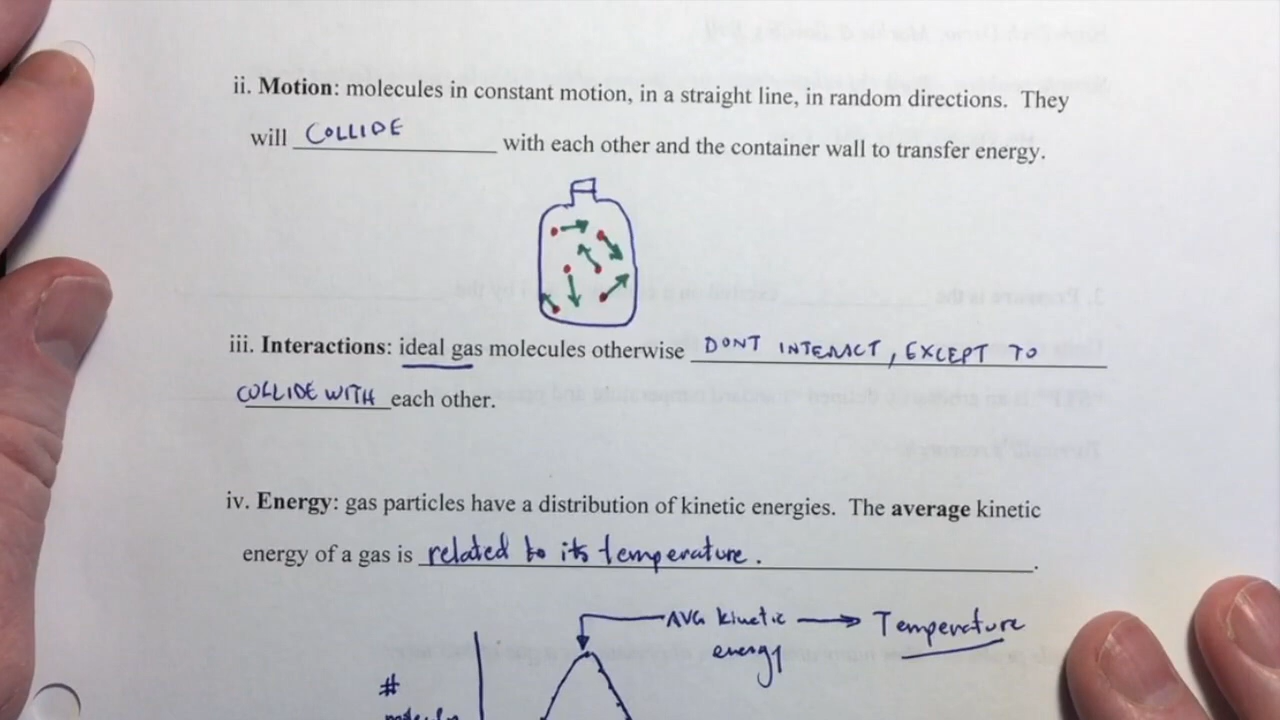 ii. Motion: molecules in constant motion, in a straight line, in random directions. They
will COLLIDE with each other and the container wall to transfer energy.
iii. Interactions: ideal gas molecules otherwise DONT INTERACT, EXCEPT TO
COLLIDE WITH each other.
iv. Energy: gas particles have a distribution of kinetic energies. The average kinetic
energy of a gas is related to its temperature. .
AVG kinetic Temperature
energy
#